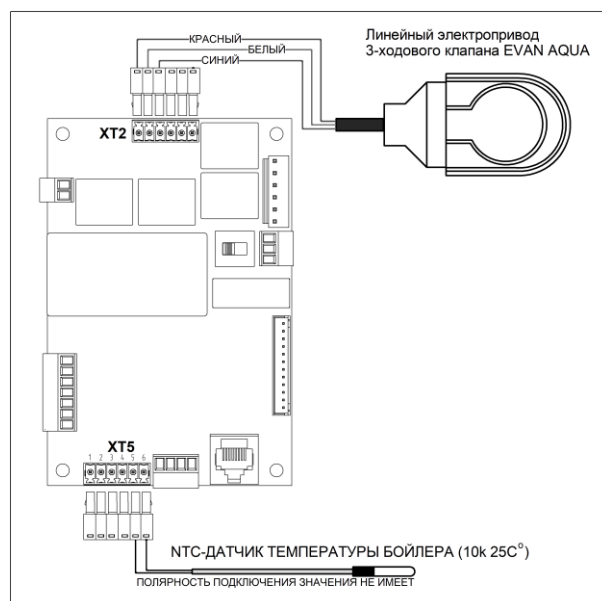 КРАСНЫЙ
БЕЛЫЙ
СИНИЙ
Линейный электропривод
3-ходового клапана EVAN AQUA
XT2
XT5
1 2 3 4 5 6
NTC-ДАТЧИК ТЕМПЕРАТУРЫ БОЙЛЕРА (10k 25C°)
ПОЛЯРНОСТЬ ПОДКЛЮЧЕНИЯ ЗНАЧЕНИЯ НЕ ИМЕЕТ